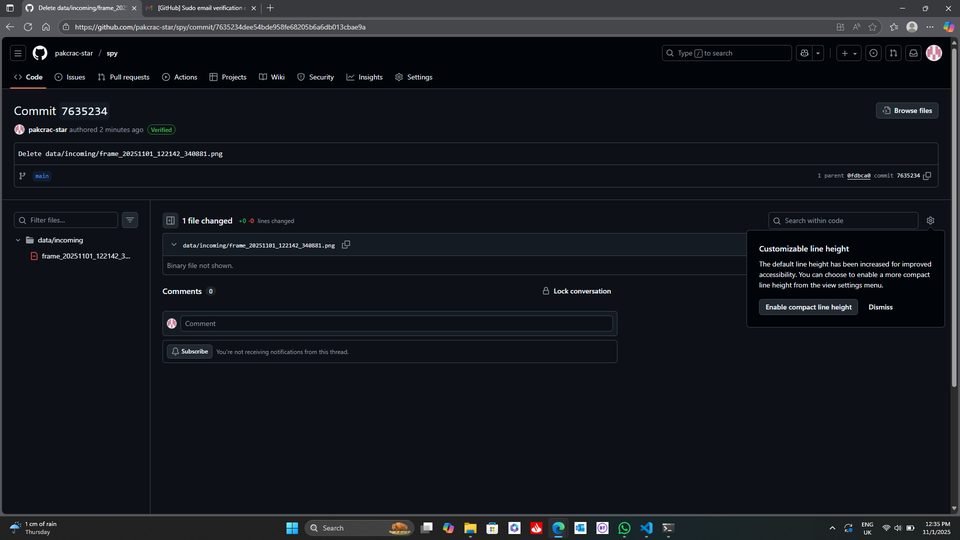 Delete data/incoming/frame_202
[GitHub] Sudo email verification c
https://github.com/pakcrac-star/spy/commit/7635234dee54bde958fe68205b6a6db013cbae9a
pakcrac-star / spy
Type / to search
Code
Issues
Pull requests
Actions
Projects
Wiki
Security
Insights
Settings
Commit 7635234
Browse files
pakcrac-star authored 2 minutes ago Verified
Delete data/incoming/frame_20251101_122142_340881.png
main
1 parent 0fdbca0 commit 7635234
Filter files...
1 file changed +0 -0 lines changed
Search within code
data/incoming
frame_20251101_122142_3...
data/incoming/frame_20251101_122142_340881.png
Binary file not shown.
Customizable line height
The default line height has been increased for improved
accessibility. You can choose to enable a more compact
line height from the view settings menu.
Enable compact line height Dismiss
Comments 0
Lock conversation
Comment
Subscribe You're not receiving notifications from this thread.
1 cm of rain
Thursday
Search
ENG
UK
12:35 PM
11/1/2025